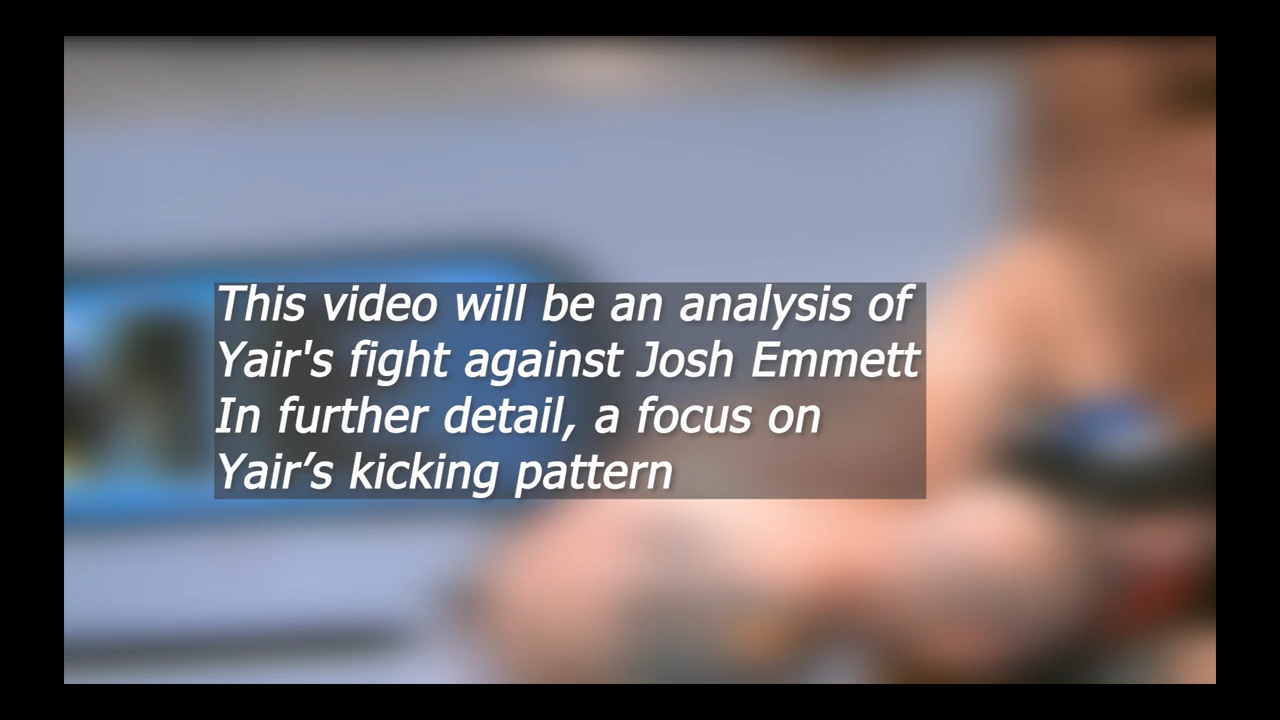 This video will be an analysis of
Yair's fight against Josh Emmett
In further detail, a focus on
Yair’s kicking pattern